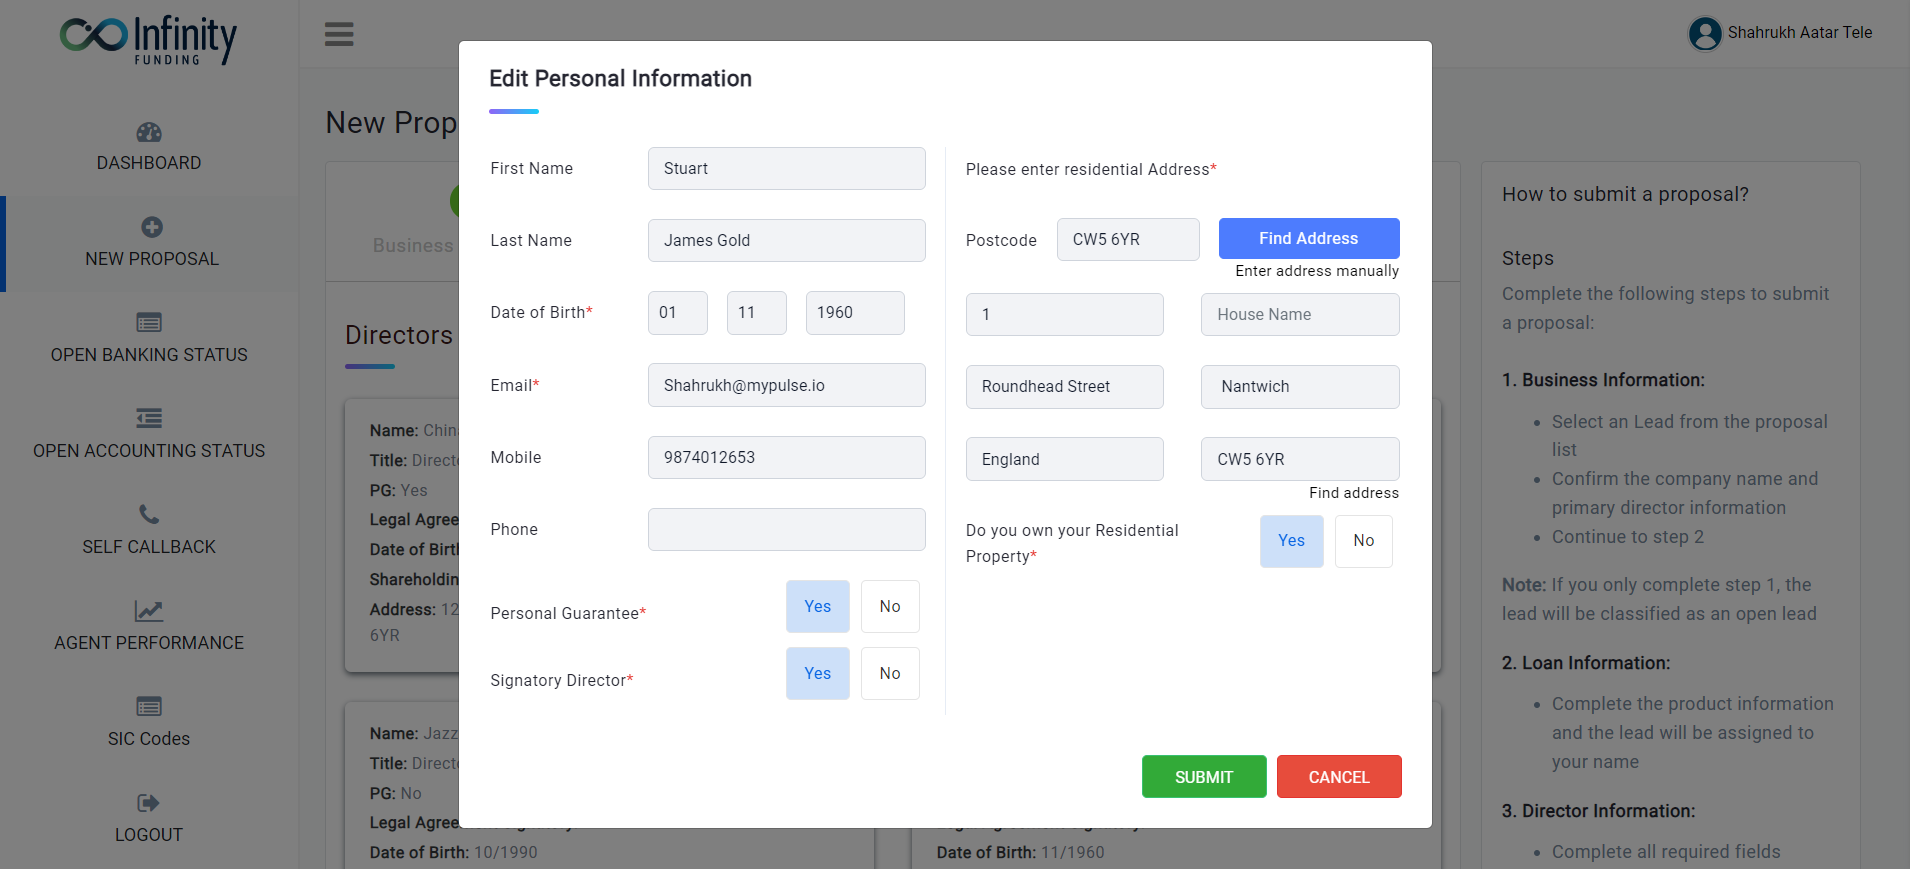 Infinity
FUNDING
DASHBOARD
NEW PROPOSAL
OPEN BANKING STATUS
OPEN ACCOUNTING STATUS
SELF CALLBACK
AGENT PERFORMANCE
SIC Codes
LOGOUT
Shahrukh Aatar Tele
New Prop
Business
Directors
Name: Chin
Title: Direct
PG: Yes
Legal Agree
Date of Birt
Shareholdin
Address: 12
6YR
Name: Jazz
Title: Direct
PG: No
Legal Agree
Date of Birth: 10/1990
Date of Birth: 11/1960
Edit Personal Information
First Name
Stuart
Last Name
James Gold
Date of Birth*
01
11
1960
Email*
Shahrukh@mypulse.io
Mobile
9874012653
Phone
Personal Guarantee*
Yes
No
Signatory Director*
Yes
No
Please enter residential Address*
Postcode
CW5 6YR
Find Address
Enter address manually
1
House Name
Roundhead Street
Nantwich
England
CW5 6YR
Find address
Do you own your Residential
Property*
Yes
No
SUBMIT
CANCEL
How to submit a proposal?
Steps
Complete the following steps to submit
a proposal:
1. Business Information:
• Select an Lead from the proposal
list
• Confirm the company name and
primary director information
• Continue to step 2
Note: If you only complete step 1, the
lead will be classified as an open lead
2. Loan Information:
• Complete the product information
and the lead will be assigned to
your name
3. Director Information:
• Complete all required fields